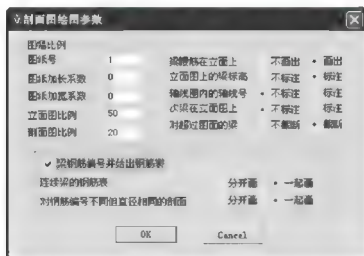 立剖面图绘图参数
图幅比例
图纸号 1
图纸加长系数 0
图纸加宽系数 0
立面图比例 50
剖面图比例 20
梁腰筋在立面上 不画出 画出
立面图上的梁标高 不标注 标注
轴线圈内的轴线号 不标注 标注
次梁在立面图上 不标注 标注
对超过图面的梁 不截断 截断
梁钢筋编号并给出钢筋表
连续梁的钢筋表 分开画 一起画
对钢筋编号不同但直径相同的剖面 分开画 一起画
OK Cancel